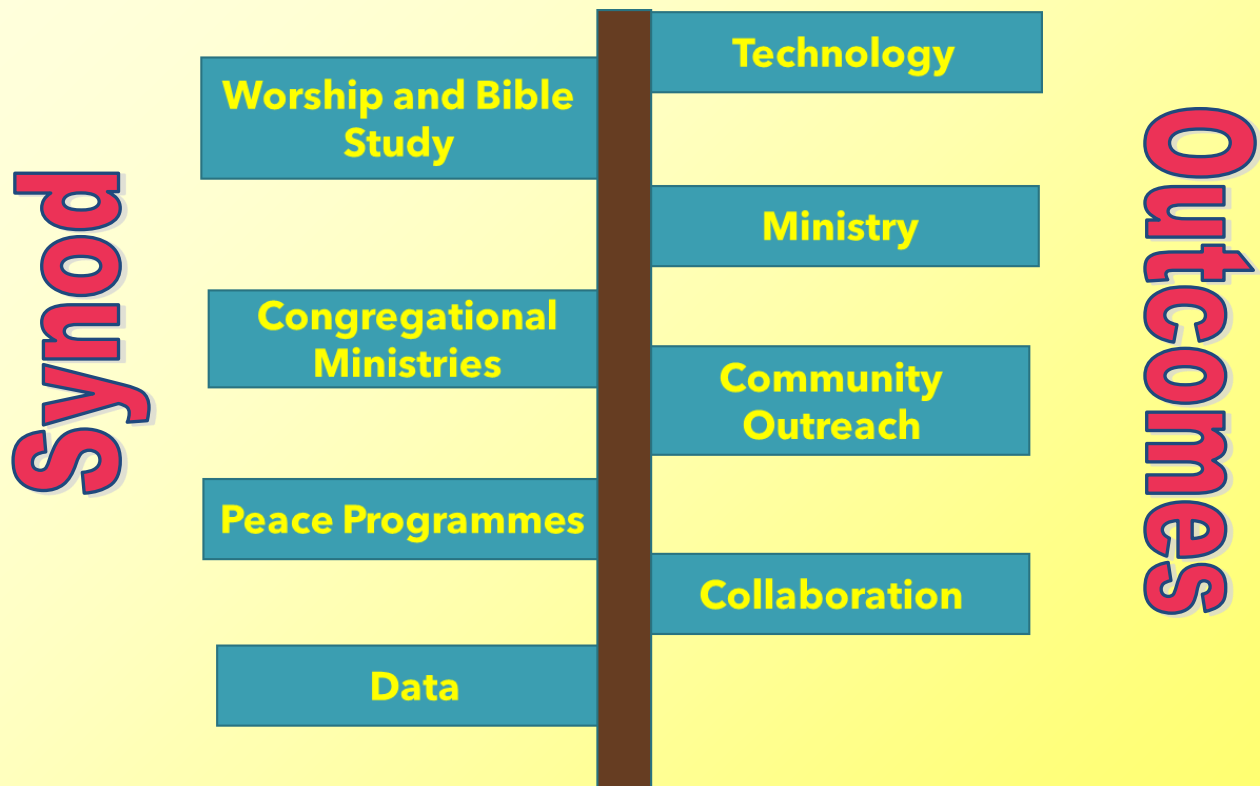 Synod
Worship and Bible
Study
Congregational
Ministries
Peace Programmes
Data
Technology
Ministry
Community
Outreach
Collaboration
Outcomes